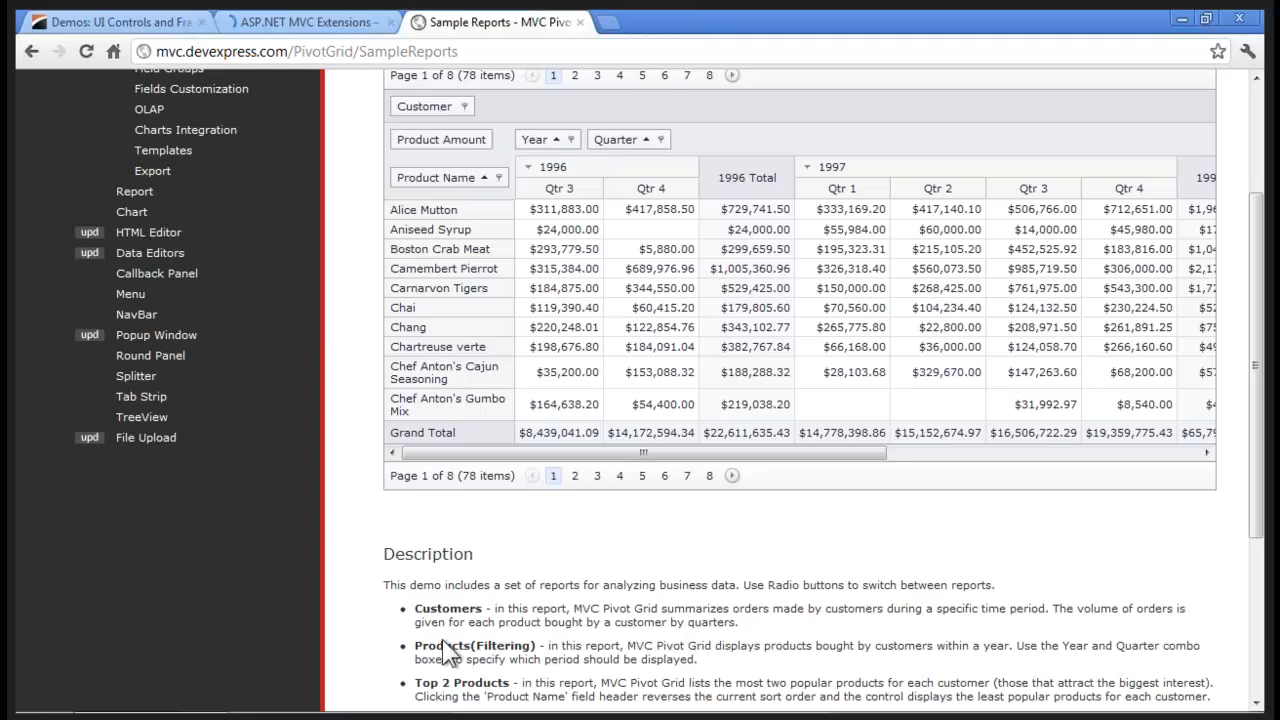 Demos: UI Controls and Fra × ASP.NET MVC Extensions – × Sample Reports - MVC Pivo ×
mvc.devexpress.com/PivotGrid/SampleReports
Field Groups
Fields Customization
OLAP
Charts Integration
Templates
Export
Report
Chart
upd HTML Editor
upd Data Editors
Callback Panel
Menu
NavBar
upd Popup Window
Round Panel
Splitter
Tab Strip
TreeView
upd File Upload
Page 1 of 8 (78 items) 1 2 3 4 5 6 7 8
Customer
Product Amount Year Quarter
Product Name 1996 1996 Total 1997 199
Qtr 3 Qtr 4 Qtr 1 Qtr 2 Qtr 3 Qtr 4
Alice Mutton $311,883.00 $417,858.50 $729,741.50 $333,169.20 $417,140.10 $506,766.00 $712,651.00 $1,96
Aniseed Syrup $24,000.00 $24,000.00 $55,984.00 $60,000.00 $14,000.00 $45,980.00 $17
Boston Crab Meat $293,779.50 $5,880.00 $299,659.50 $195,323.31 $215,105.20 $452,525.92 $183,816.00 $1,04
Camembert Pierrot $315,384.00 $689,976.96 $1,005,360.96 $326,318.40 $560,073.50 $985,719.50 $306,000.00 $2,17
Carnarvon Tigers $184,875.00 $344,550.00 $529,425.00 $150,000.00 $268,425.00 $761,975.00 $543,300.00 $1,72
Chai $119,390.40 $60,415.20 $179,805.60 $70,560.00 $104,234.40 $124,132.50 $230,224.50 $52
Chang $220,248.01 $122,854.76 $343,102.77 $265,775.80 $22,800.00 $208,971.50 $261,891.25 $75
Chartreuse verte $198,676.80 $184,091.04 $382,767.84 $66,168.00 $36,000.00 $124,058.70 $266,160.60 $49
Chef Anton's Cajun Seasoning $35,200.00 $153,088.32 $188,288.32 $28,103.68 $329,670.00 $147,263.60 $68,200.00 $57
Chef Anton's Gumbo Mix $164,638.20 $54,400.00 $219,038.20 $31,992.97 $8,540.00 $4
Grand Total $8,439,041.09 $14,172,594.34 $22,611,635.43 $14,778,398.86 $15,152,674.97 $16,506,722.29 $19,359,775.43 $65,79
Page 1 of 8 (78 items) 1 2 3 4 5 6 7 8
Description
This demo includes a set of reports for analyzing business data. Use Radio buttons to switch between reports.
• Customers - in this report, MVC Pivot Grid summarizes orders made by customers during a specific time period. The volume of orders is
given for each product bought by a customer by quarters.
• Products(Filtering) - in this report, MVC Pivot Grid displays products bought by customers within a year. Use the Year and Quarter combo
boxes to specify which period should be displayed.
• Top 2 Products - in this report, MVC Pivot Grid lists the most two popular products for each customer (those that attract the biggest interest).
Clicking the 'Product Name' field header reverses the current sort order and the control displays the least popular products for each customer.